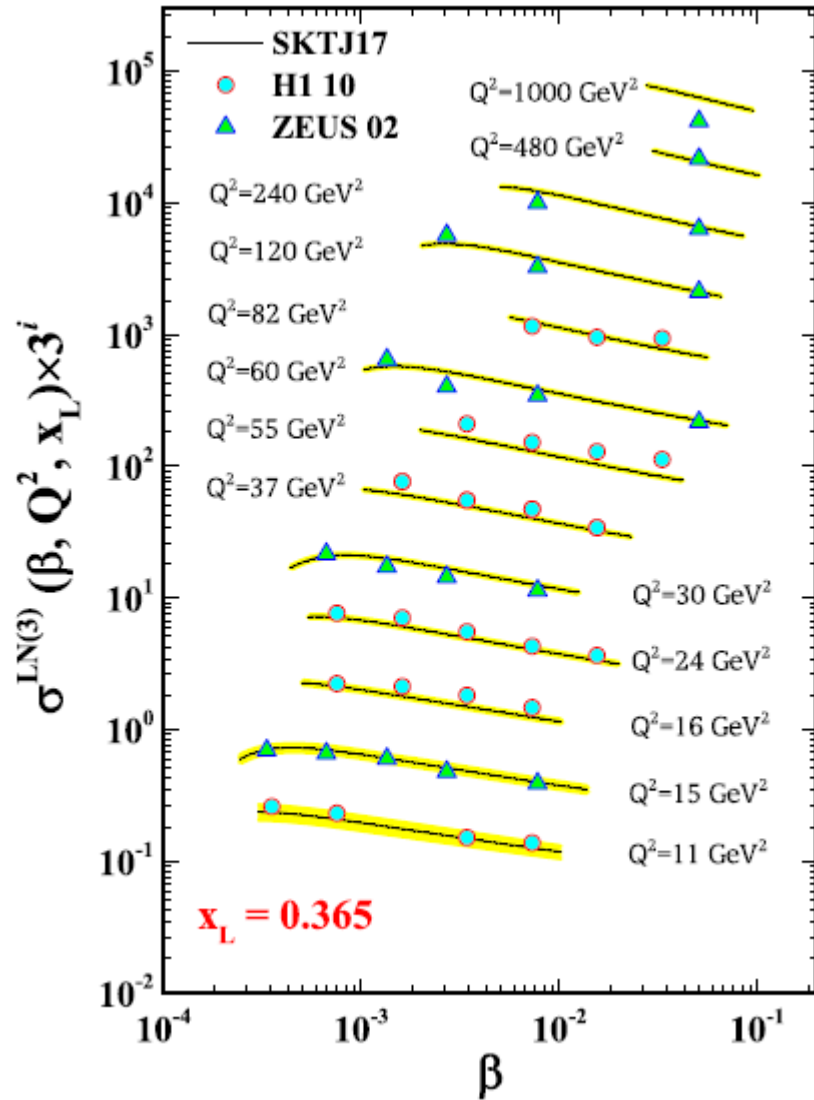 SKTJ17
H1 10
ZEUS 02
Q²=1000 GeV²
Q²=480 GeV²
Q²=240 GeV²
Q²=120 GeV²
Q²=82 GeV²
Q²=60 GeV²
Q²=55 GeV²
Q²=37 GeV²
Q²=30 GeV²
Q²=24 GeV²
Q²=16 GeV²
Q²=15 GeV²
Q²=11 GeV²
x_L = 0.365
σ^LN(3) (β, Q², x_L)×3^i
10⁵
10⁴
10³
10²
10¹
10⁰
10⁻¹
10⁻²
10⁻⁴ 10⁻³ 10⁻² 10⁻¹
β